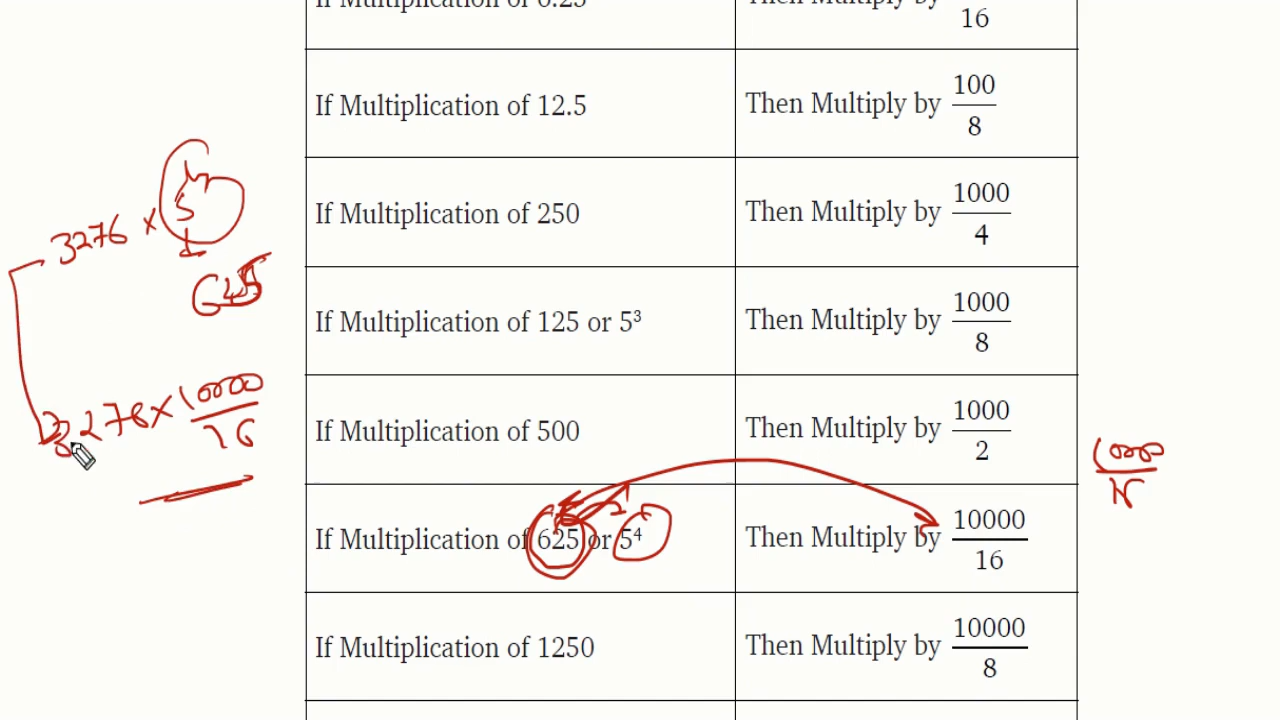 If Multiplication of 6.25 Then Multiply by
16
If Multiplication of 12.5 Then Multiply by 100/8
If Multiplication of 250 Then Multiply by 1000/4
3276 × 5⁴
625
If Multiplication of 125 or 5³ Then Multiply by 1000/8
3276 × 10000/16
If Multiplication of 500 Then Multiply by 1000/2
If Multiplication of 625 or 5⁴ Then Multiply by 10000/16
If Multiplication of 1250 Then Multiply by 10000/8